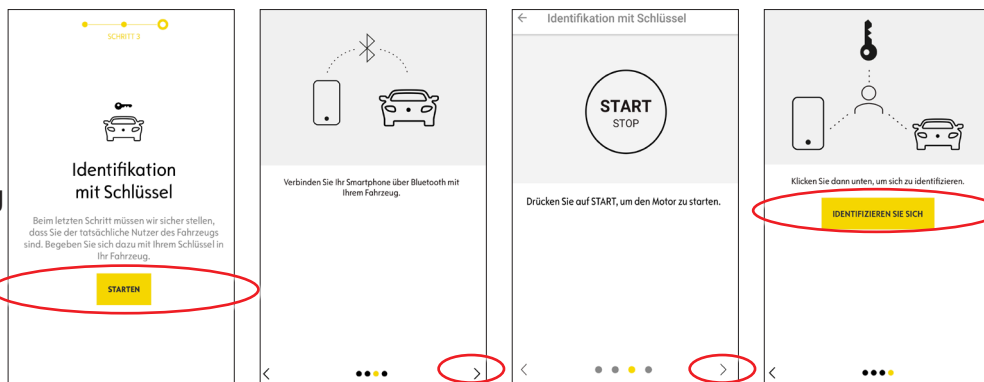 SCHRITT 3
Identifikation
mit Schlüssel
Beim letzten Schritt müssen wir sicher stellen,
dass Sie der tatsächliche Nutzer des Fahrzeugs
sind. Begeben Sie sich dazu mit Ihrem Schlüssel in
Ihr Fahrzeug.
STARTEN
Verbinden Sie Ihr Smartphone über Bluetooth mit
Ihrem Fahrzeug.
Identifikation mit Schlüssel
START
STOP
Drücken Sie auf START, um den Motor zu starten.
Klicken Sie dann unten, um sich zu identifizieren.
IDENTIFIZIEREN SIE SICH